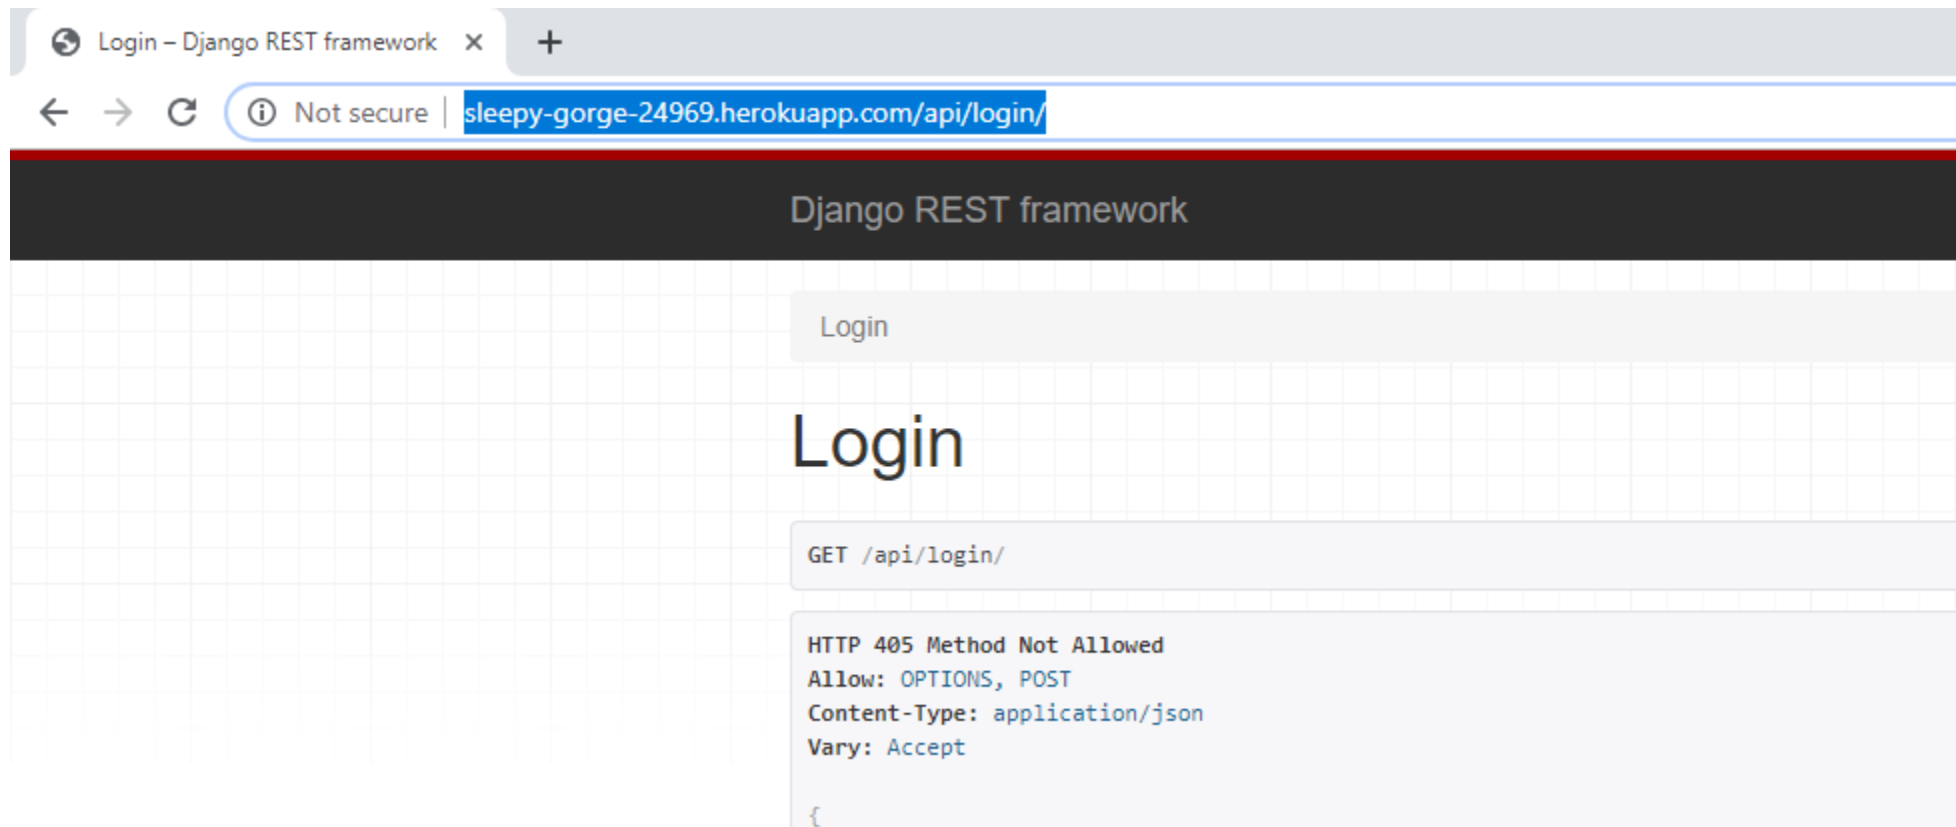 Login – Django REST framework
Not secure sleepy-gorge-24969.herokuapp.com/api/login/
Django REST framework
Login
Login
GET /api/login/
HTTP 405 Method Not Allowed
Allow: OPTIONS, POST
Content-Type: application/json
Vary: Accept
{